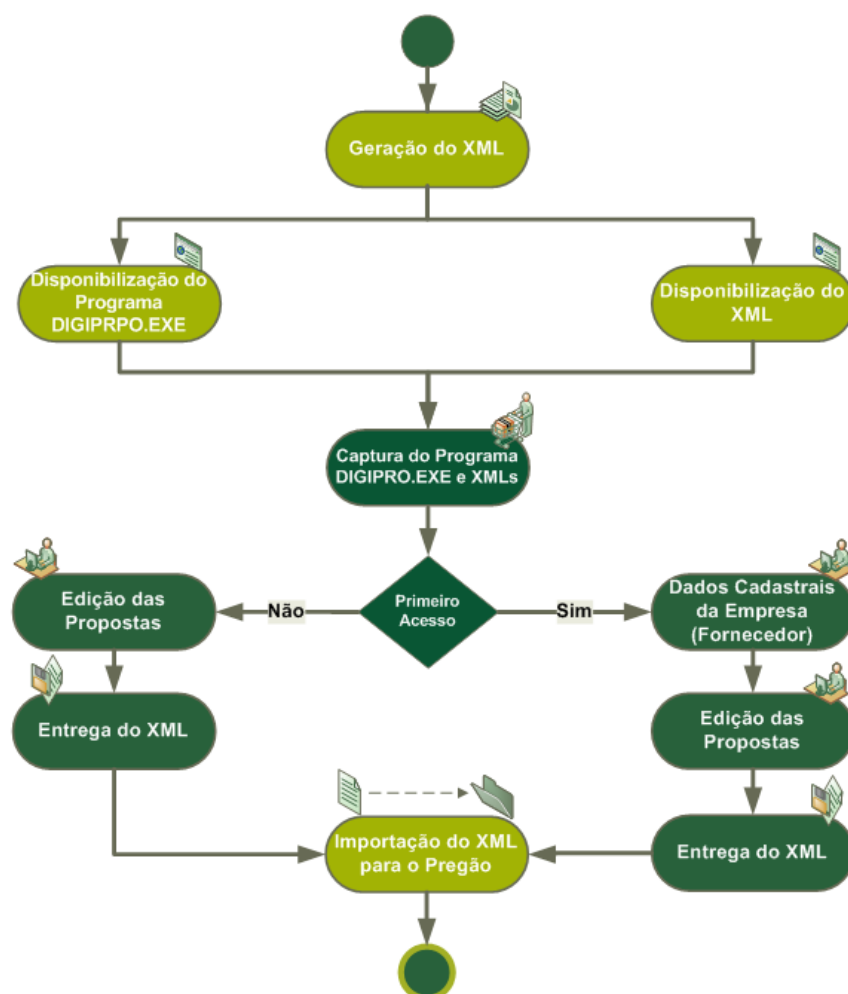 Geração do XML
Disponibilização do
Programa
DIGIPRPO.EXE
Disponibilização do
XML
Captura do Programa
DIGIPRO.EXE e XMLs
Primeiro
Acesso
Não
Sim
Edição das
Propostas
Dados Cadastrais
da Empresa
(Fornecedor)
Entrega do XML
Edição das
Propostas
Importação do XML
para o Pregão
Entrega do XML